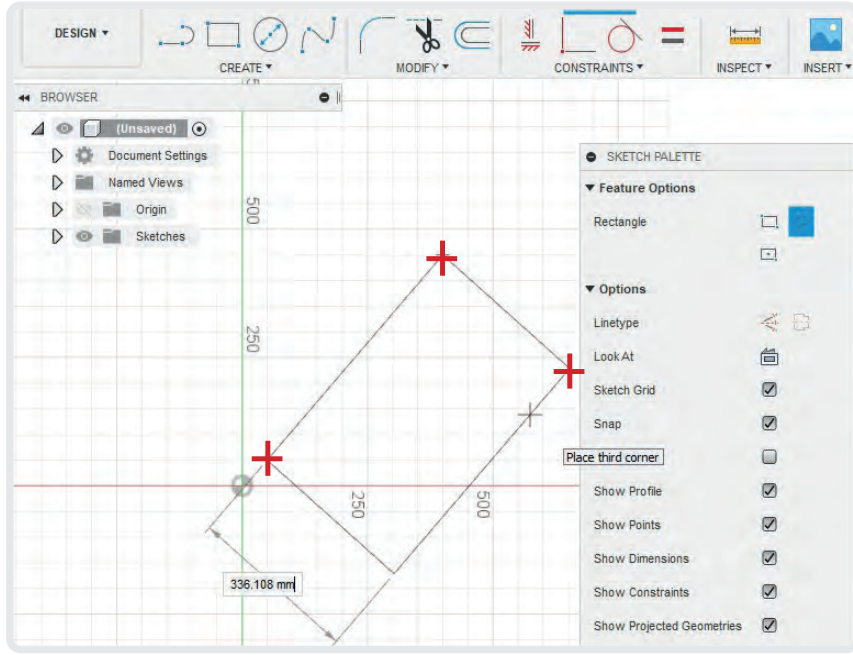 DESIGN ▾
CREATE ▾
MODIFY ▾
CONSTRAINTS ▾
INSPECT ▾
INSERT ▾
BROWSER
(Unsaved)
Document Settings
Named Views
Origin
Sketches
500
250
250
500
336.108 mm
SKETCH PALETTE
Feature Options
Rectangle
Options
Linetype
Look At
Sketch Grid
Snap
Place third corner
Show Profile
Show Points
Show Dimensions
Show Constraints
Show Projected Geometries